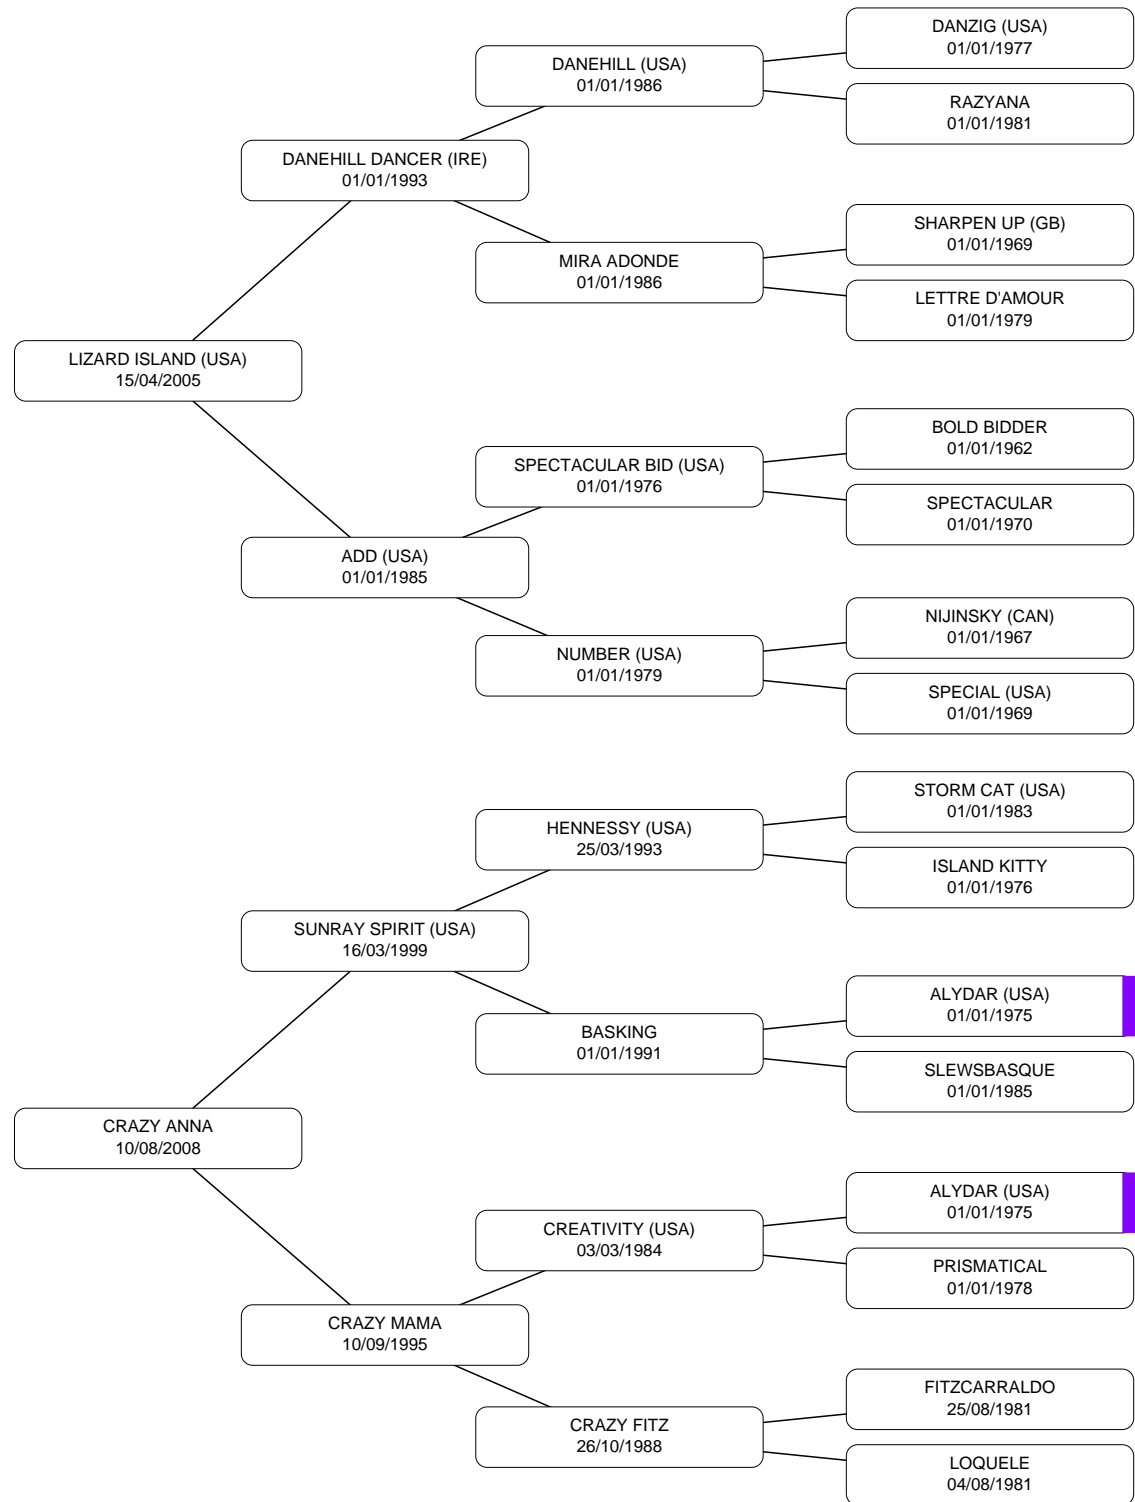 DANZIG (USA)
01/01/1977
DANEHILL (USA)
01/01/1986
RAZYANA
01/01/1981
DANEHILL DANCER (IRE)
01/01/1993
SHARPEN UP (GB)
01/01/1969
MIRA ADONDE
01/01/1986
LETTRE D'AMOUR
01/01/1979
LIZARD ISLAND (USA)
15/04/2005
BOLD BIDDER
01/01/1962
SPECTACULAR BID (USA)
01/01/1976
SPECTACULAR
01/01/1970
ADD (USA)
01/01/1985
NIJINSKY (CAN)
01/01/1967
NUMBER (USA)
01/01/1979
SPECIAL (USA)
01/01/1969
STORM CAT (USA)
01/01/1983
HENNESSY (USA)
25/03/1993
ISLAND KITTY
01/01/1976
SUNRAY SPIRIT (USA)
16/03/1999
ALYDAR (USA)
01/01/1975
BASKING
01/01/1991
SLEWSBASQUE
01/01/1985
CRAZY ANNA
10/08/2008
ALYDAR (USA)
01/01/1975
CREATIVITY (USA)
03/03/1984
PRISMATICAL
01/01/1978
CRAZY MAMA
10/09/1995
FITZCARRALDO
25/08/1981
CRAZY FITZ
26/10/1988
LOQUELE
04/08/1981